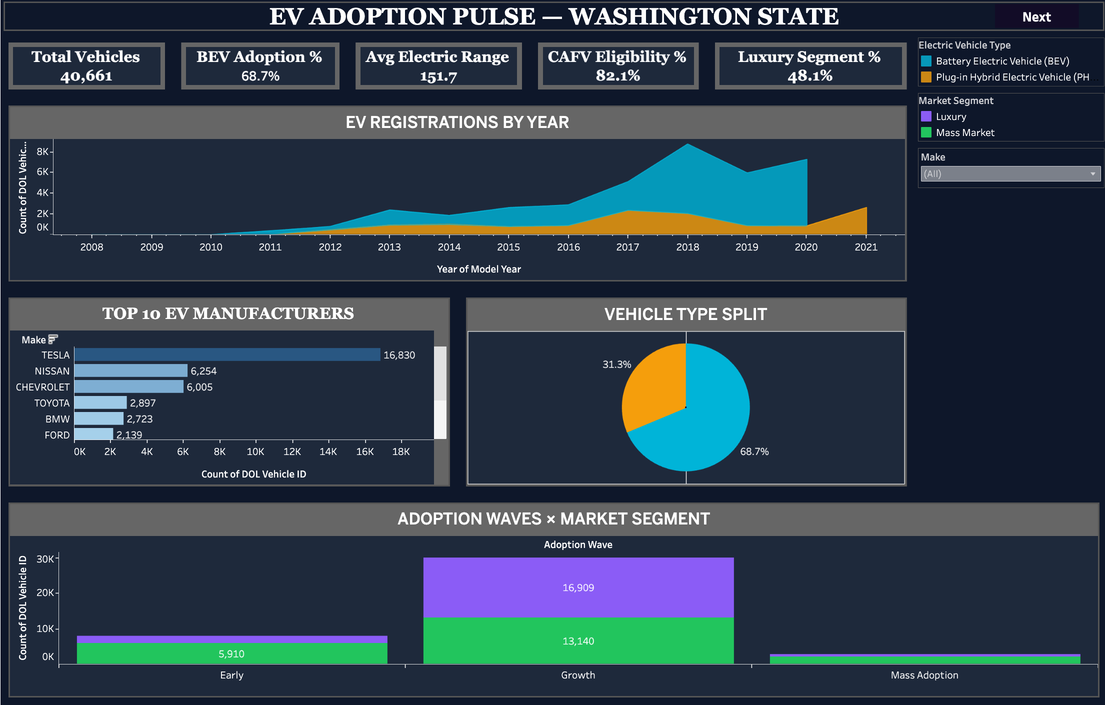 EV ADOPTION PULSE — WASHINGTON STATE
Next
Total Vehicles
40,661
BEV Adoption %
68.7%
Avg Electric Range
151.7
CAFV Eligibility %
82.1%
Luxury Segment %
48.1%
Electric Vehicle Type
Battery Electric Vehicle (BEV)
Plug-in Hybrid Electric Vehicle (PH
Market Segment
Luxury
Mass Market
Make
(All)
EV REGISTRATIONS BY YEAR
Count of DOL Vehic...
8K
6K
4K
2K
0K
2008 2009 2010 2011 2012 2013 2014 2015 2016 2017 2018 2019 2020 2021
Year of Model Year
TOP 10 EV MANUFACTURERS
Make
TESLA 16,830
NISSAN 6,254
CHEVROLET 6,005
TOYOTA 2,897
BMW 2,723
FORD 2,139
0K 2K 4K 6K 8K 10K 12K 14K 16K 18K
Count of DOL Vehicle ID
VEHICLE TYPE SPLIT
31.3%
68.7%
ADOPTION WAVES × MARKET SEGMENT
Adoption Wave
Count of DOL Vehicle ID
30K
20K
10K
0K
5,910
16,909
13,140
Early Growth Mass Adoption